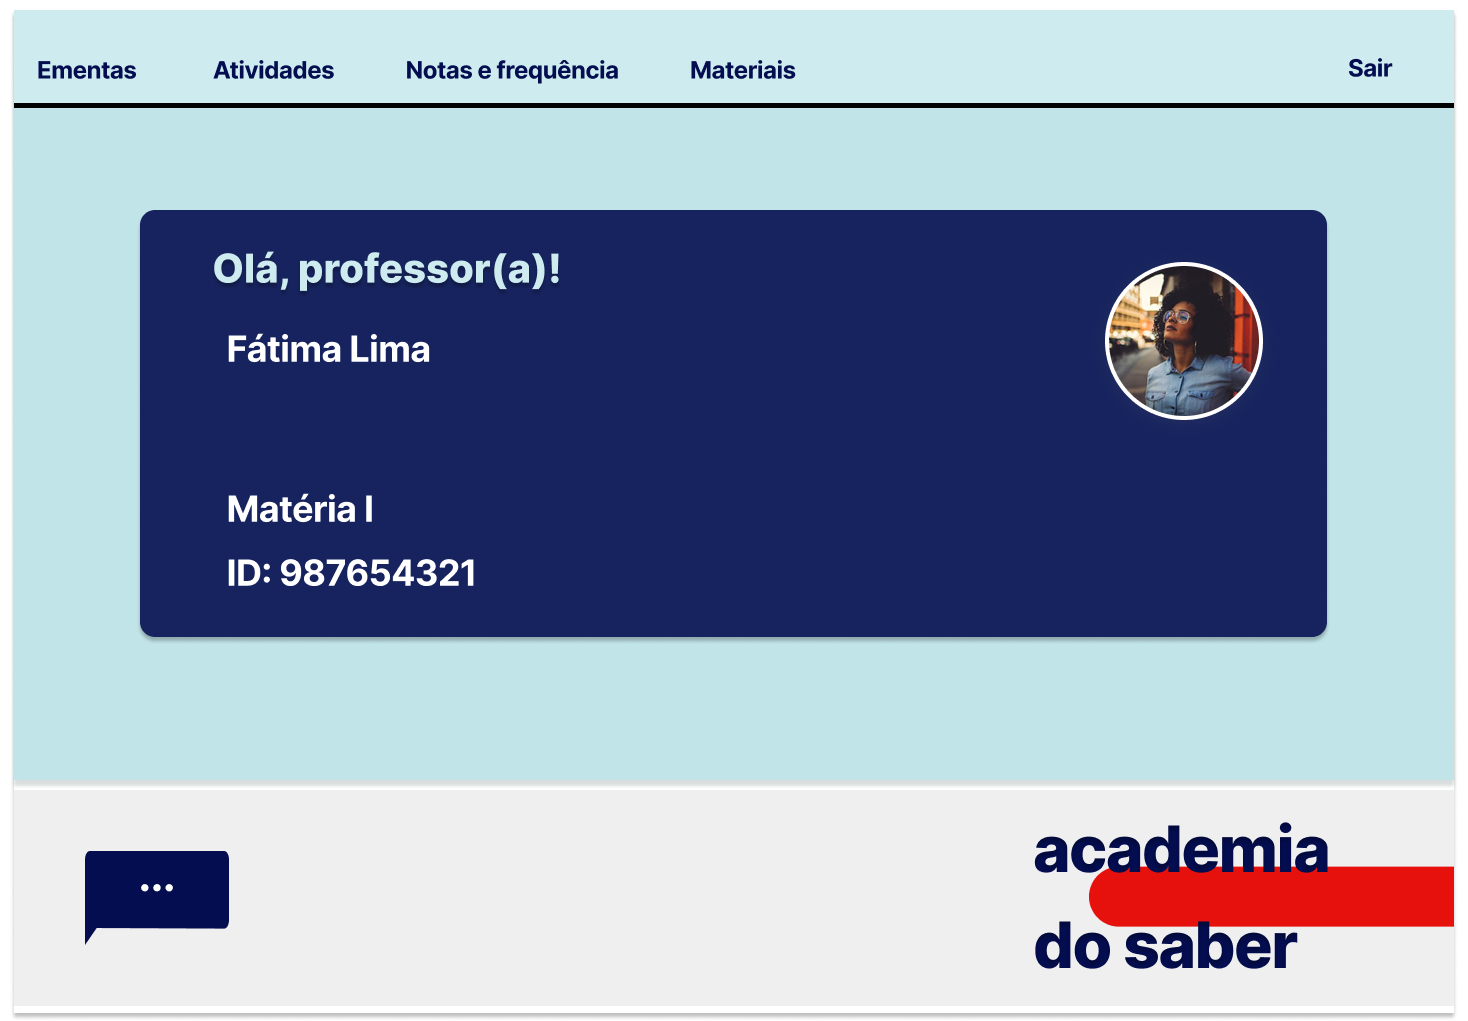 Ementas
Atividades
Notas e frequência
Materiais
Sair
Olá, professor(a)!
Fátima Lima
Matéria I
ID: 987654321
...
academia
do saber